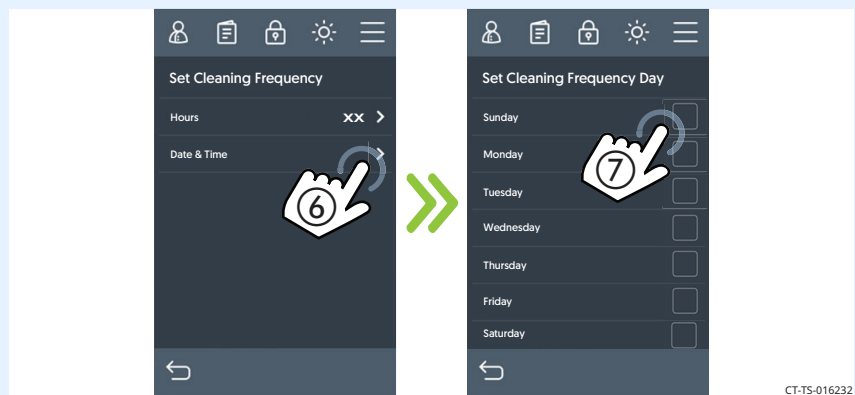 Set Cleaning Frequency
Hours XX
Date & Time
6
Set Cleaning Frequency Day
Sunday
Monday
7
Tuesday
Wednesday
Thursday
Friday
Saturday
CT-TS-016232